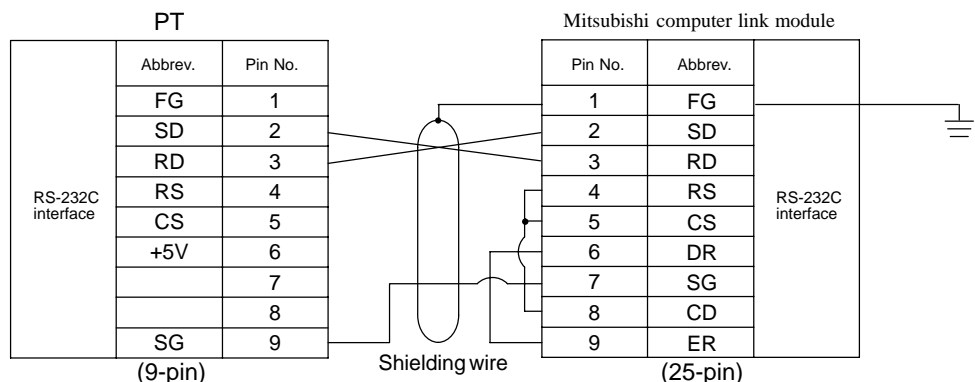 PT
Mitsubishi computer link module
Abbrev. Pin No. Pin No. Abbrev.
FG 1 1 FG
SD 2 2 SD
RD 3 3 RD
RS 4 4 RS
CS 5 5 CS
+5V 6 6 DR
7 7 SG
8 8 CD
SG 9 9 ER
RS-232C
interface
RS-232C
interface
Shielding wire
(9-pin)
(25-pin)